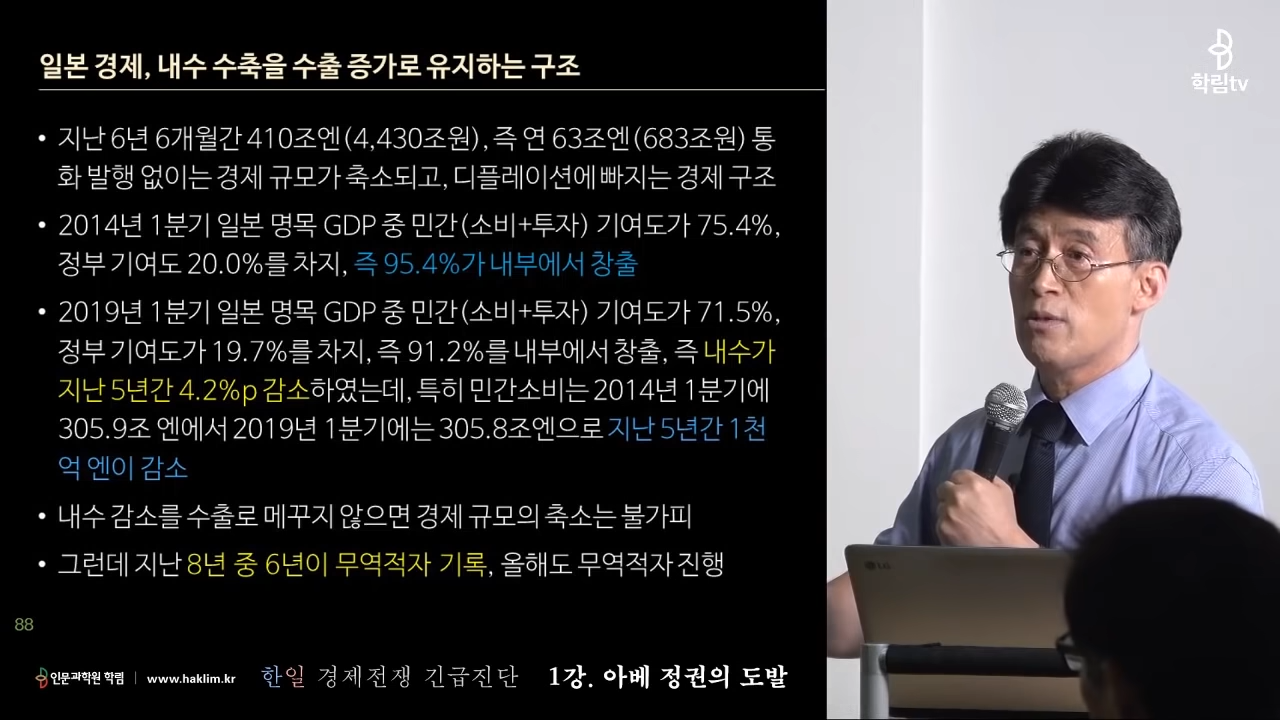 일본 경제, 내수 수축을 수출 증가로 유지하는 구조
• 지난 6년 6개월간 410조엔(4,430조원), 즉 연 63조엔(683조원) 통
화 발행 없이는 경제 규모가 축소되고, 디플레이션에 빠지는 경제 구조
• 2014년 1분기 일본 명목 GDP 중 민간(소비+투자) 기여도가 75.4%,
정부 기여도 20.0%를 차지, 즉 95.4%가 내부에서 창출
• 2019년 1분기 일본 명목 GDP 중 민간(소비+투자) 기여도가 71.5%,
정부 기여도가 19.7%를 차지, 즉 91.2%를 내부에서 창출, 즉 내수가
지난 5년간 4.2%p 감소하였는데, 특히 민간소비는 2014년 1분기에
305.9조 엔에서 2019년 1분기에는 305.8조엔으로 지난 5년간 1천
억 엔이 감소
• 내수 감소를 수출로 메꾸지 않으면 경제 규모의 축소는 불가피
• 그런데 지난 8년 중 6년이 무역적자 기록, 올해도 무역적자 진행
88
인문과학원 학림 | www.haklim.kr 한일 경제전쟁 긴급진단 1강. 아베 정권의 도발
학림tv
LG